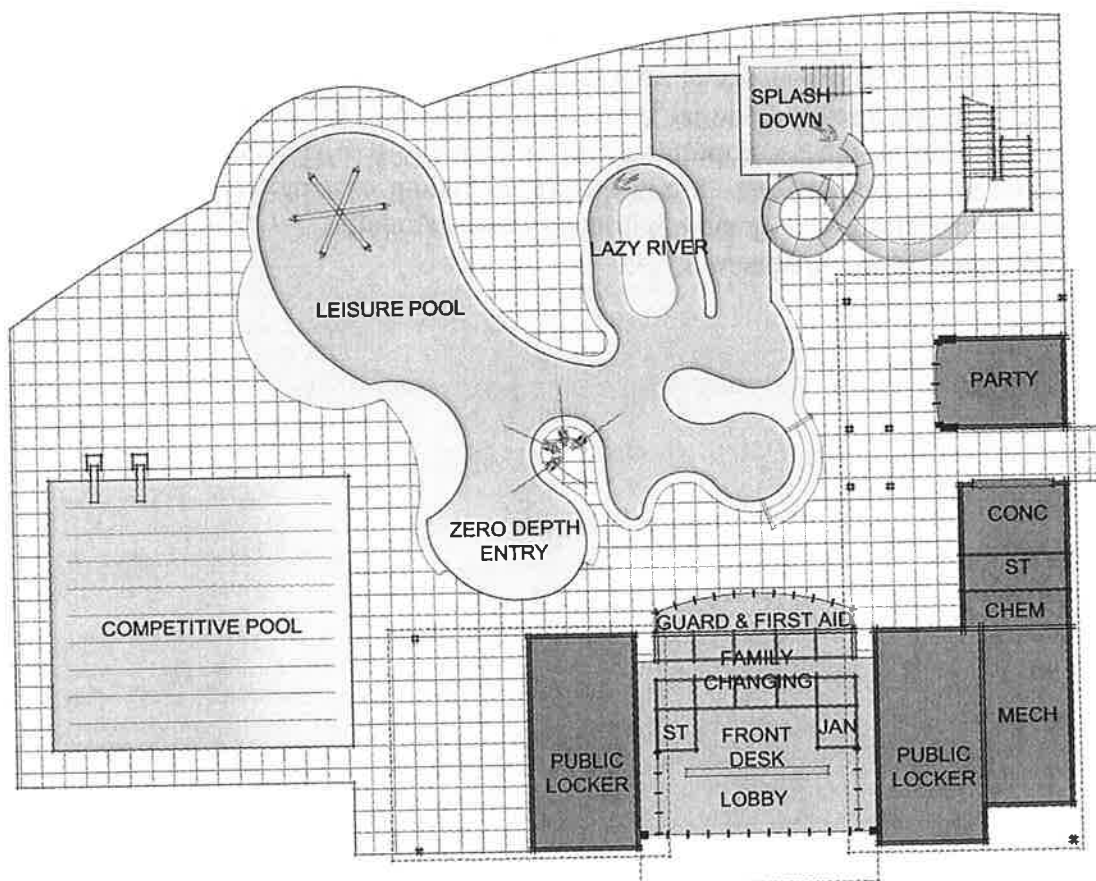 SPLASH
DOWN
LAZY RIVER
LEISURE POOL
PARTY
ZERO DEPTH
ENTRY
CONC
ST
CHEM
COMPETITIVE POOL
GUARD & FIRST AID
FAMILY
CHANGING
ST
JAN
FRONT
DESK
MECH
PUBLIC
LOCKER
PUBLIC
LOCKER
LOBBY